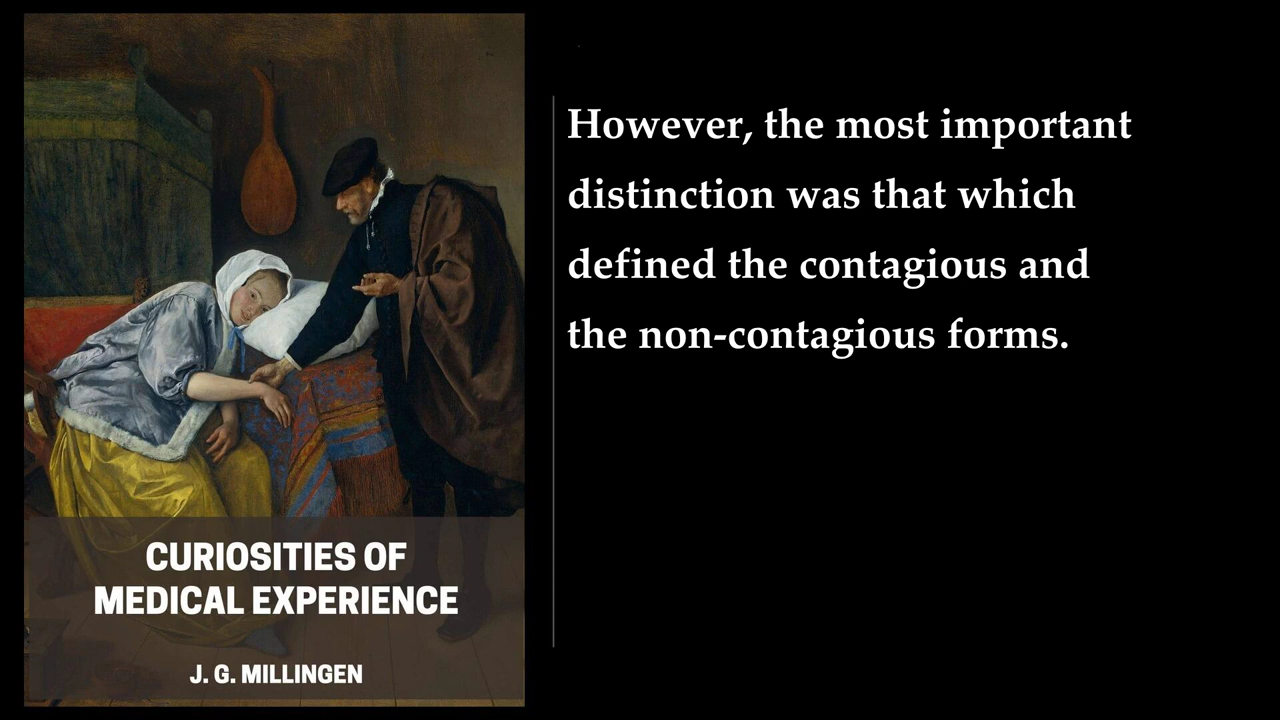 CURIOSITIES OF
MEDICAL EXPERIENCE
J. G. MILLINGEN
However, the most important
distinction was that which
defined the contagious and
the non-contagious forms.